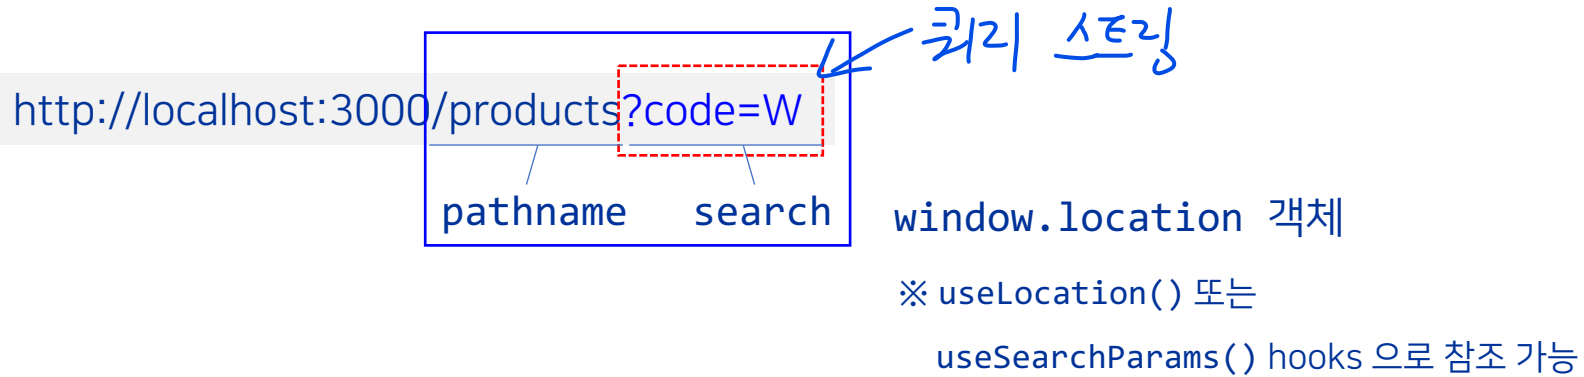 쿼리 스트링
http://localhost:3000/products?code=W
pathname search
window.location 객체
※ useLocation() 또는
useSearchParams() hooks 으로 참조 가능